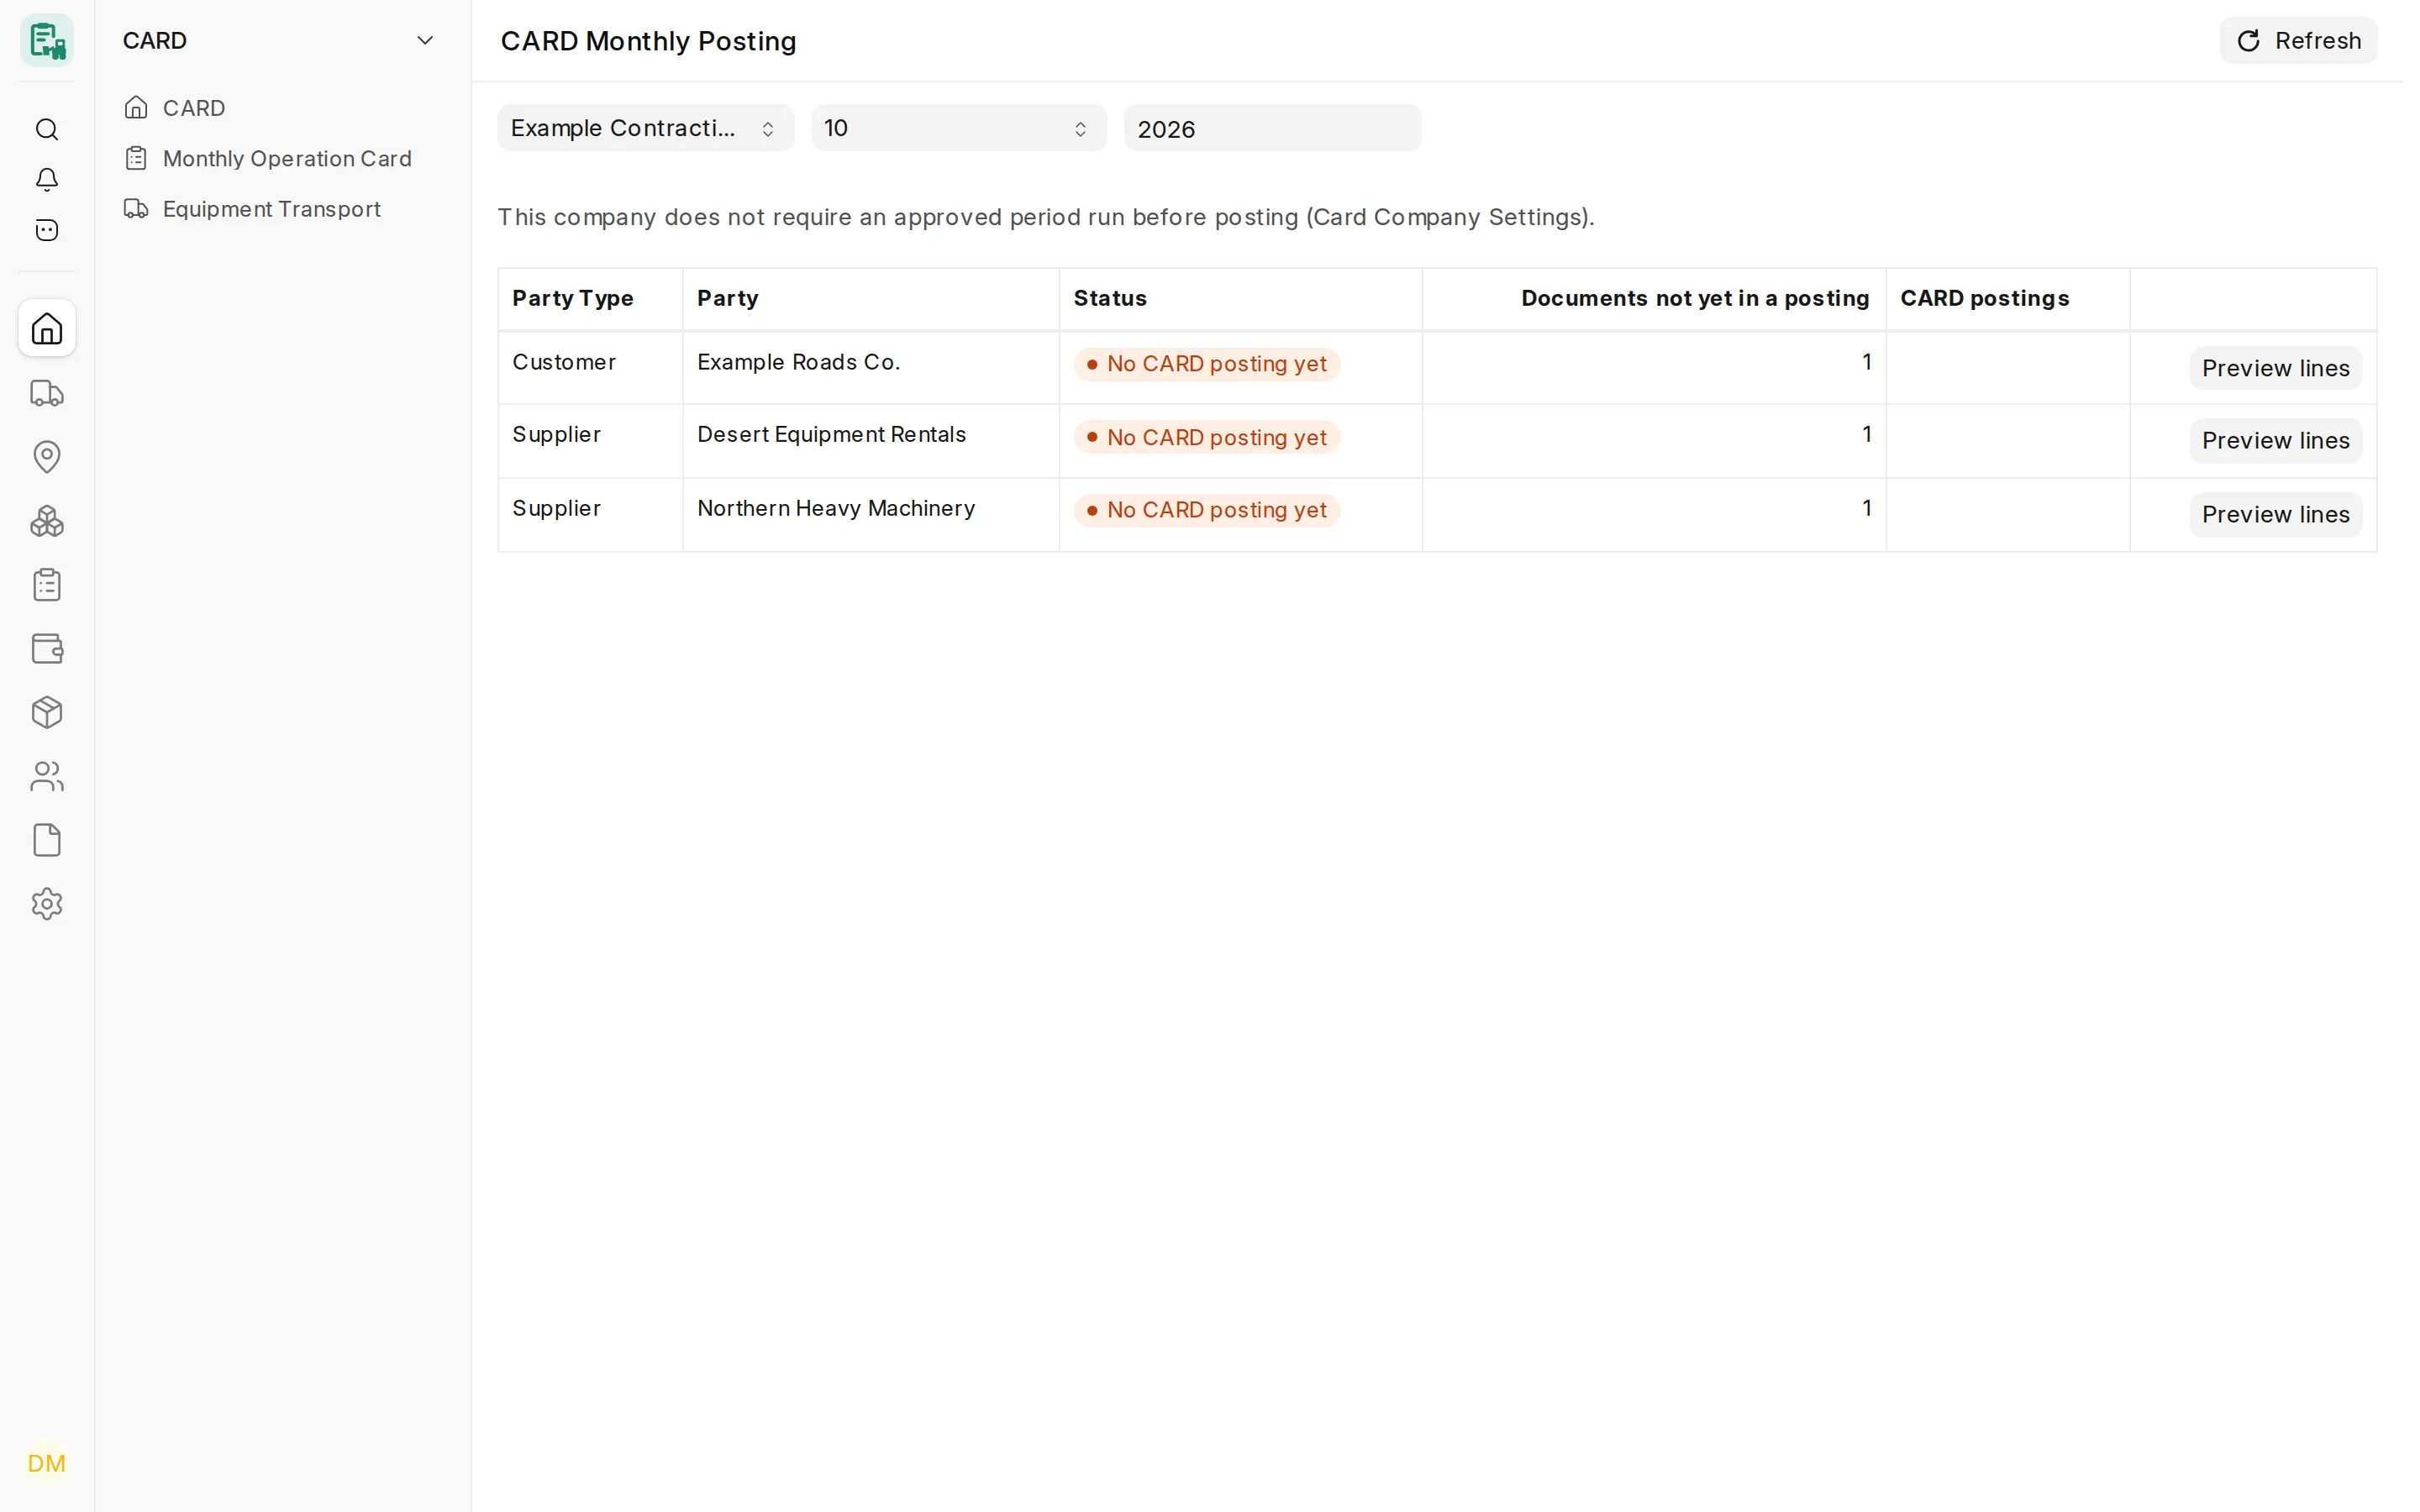 CARD
CARD
Monthly Operation Card
Equipment Transport
DM
CARD Monthly Posting
Refresh
Example Contracti...
10
2026
This company does not require an approved period run before posting (Card Company Settings).
Party Type Party Status Documents not yet in a posting CARD postings
Customer Example Roads Co. No CARD posting yet 1 Preview lines
Supplier Desert Equipment Rentals No CARD posting yet 1 Preview lines
Supplier Northern Heavy Machinery No CARD posting yet 1 Preview lines